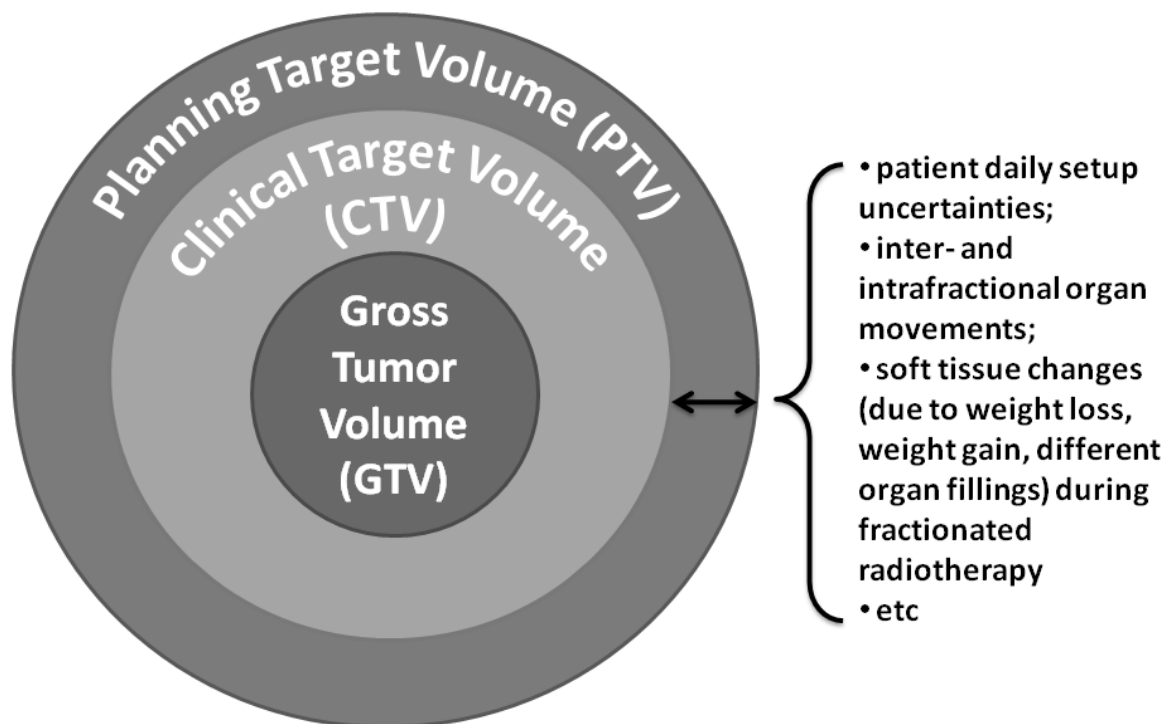 Planning Target Volume (PTV)
Clinical Target Volume
(CTV)
Gross
Tumor
Volume
(GTV)
• patient daily setup
uncertainties;
• inter- and
intrafractional organ
movements;
• soft tissue changes
(due to weight loss,
weight gain, different
organ fillings) during
fractionated
radiotherapy
• etc